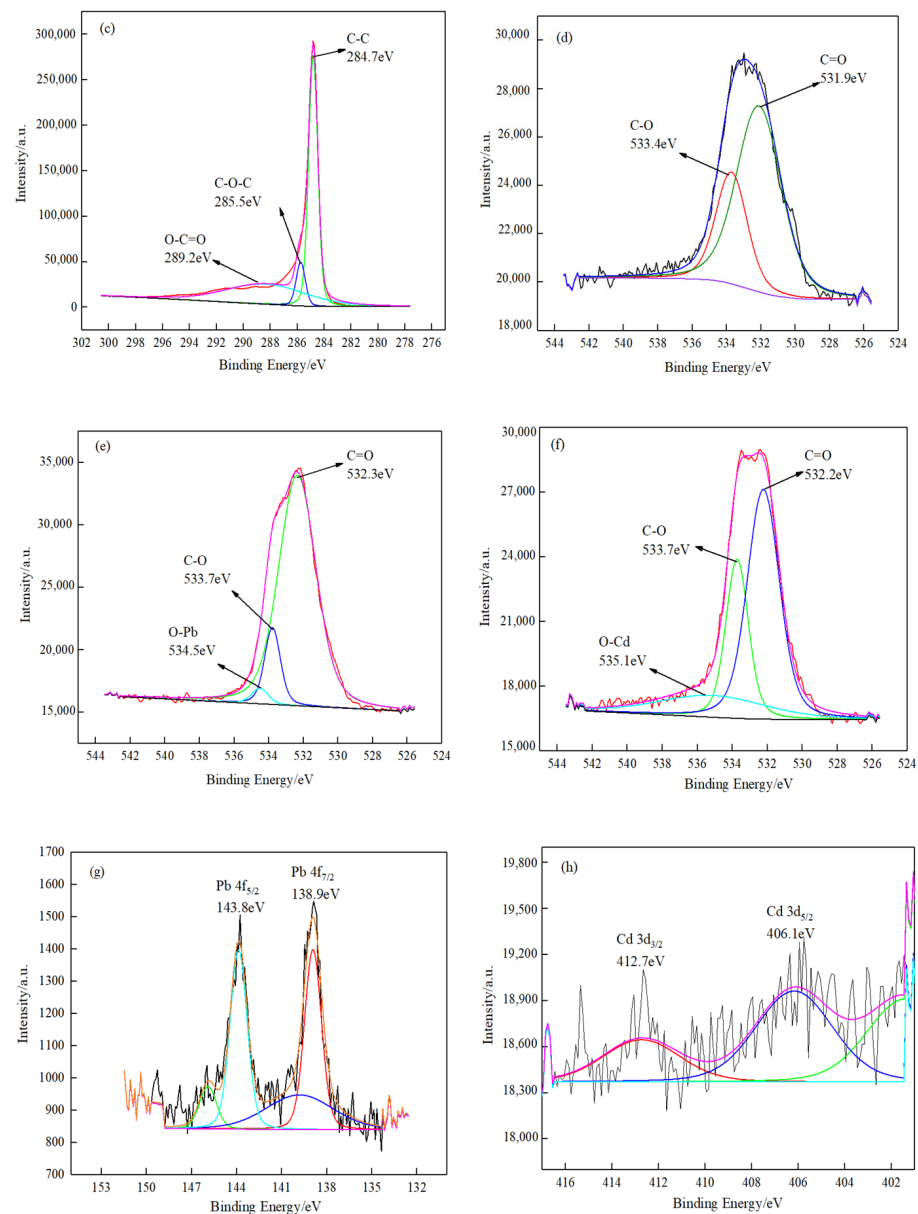 (c)
C-C
284.7eV
C-O-C
285.5eV
O-C=O
289.2eV
300,000
250,000
200,000
150,000
100,000
50,000
0
Intensity/a.u.
302 300 298 296 294 292 290 288 286 284 282 280 278 276
Binding Energy/eV
(d)
C=O
531.9eV
C-O
533.4eV
30,000
28,000
26,000
24,000
22,000
20,000
18,000
Intensity/a.u.
544 542 540 538 536 534 532 530 528 526 524
Binding Energy/eV
(e)
C=O
532.3eV
C-O
533.7eV
O-Pb
534.5eV
35,000
30,000
25,000
20,000
15,000
Intensity/a.u.
544 542 540 538 536 534 532 530 528 526 524
Binding Energy/eV
(f)
C=O
532.2eV
C-O
533.7eV
O-Cd
535.1eV
30,000
27,000
24,000
21,000
18,000
15,000
Intensity/a.u.
544 542 540 538 536 534 532 530 528 526 524
Binding Energy/eV
(g)
Pb 4f5/2
143.8eV
Pb 4f7/2
138.9eV
1700
1600
1500
1400
1300
1200
1100
1000
900
800
700
Intensity/a.u.
153 150 147 144 141 138 135 132
Binding Energy/eV
(h)
Cd 3d5/2
406.1eV
Cd 3d3/2
412.7eV
19,800
19,500
19,200
18,900
18,600
18,300
18,000
Intensity/a.u.
416 414 412 410 408 406 404 402
Binding Energy/eV